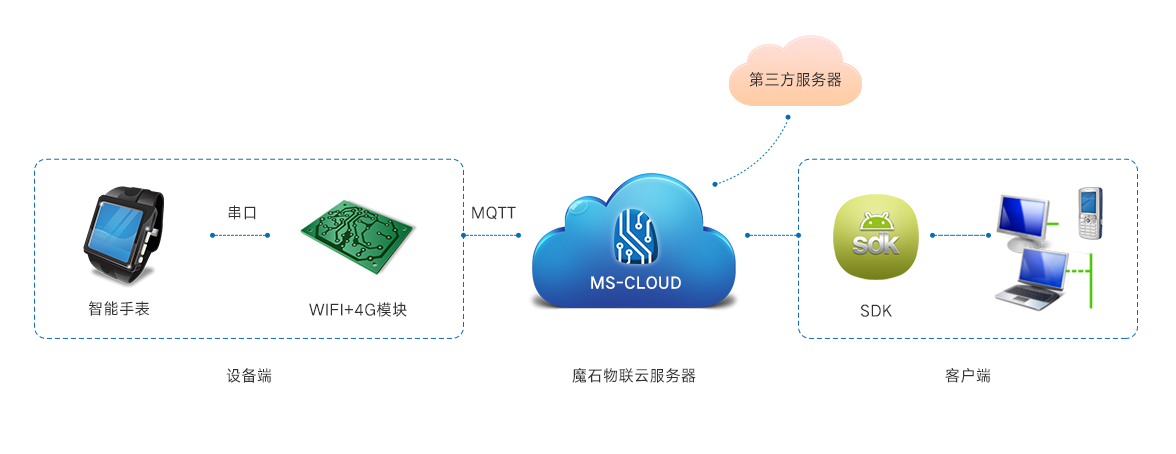 第三方服务器
串口
MQTT
sdk
MS-CLOUD
智能手表
WIFI+4G模块
SDK
设备端
魔石物联云服务器
客户端